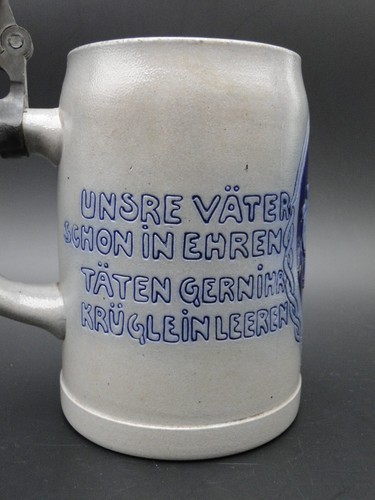 UNSRE VÄTER
SCHON IN EHREN
TÄTEN GERN IHR
KRÜGLEIN LEEREN